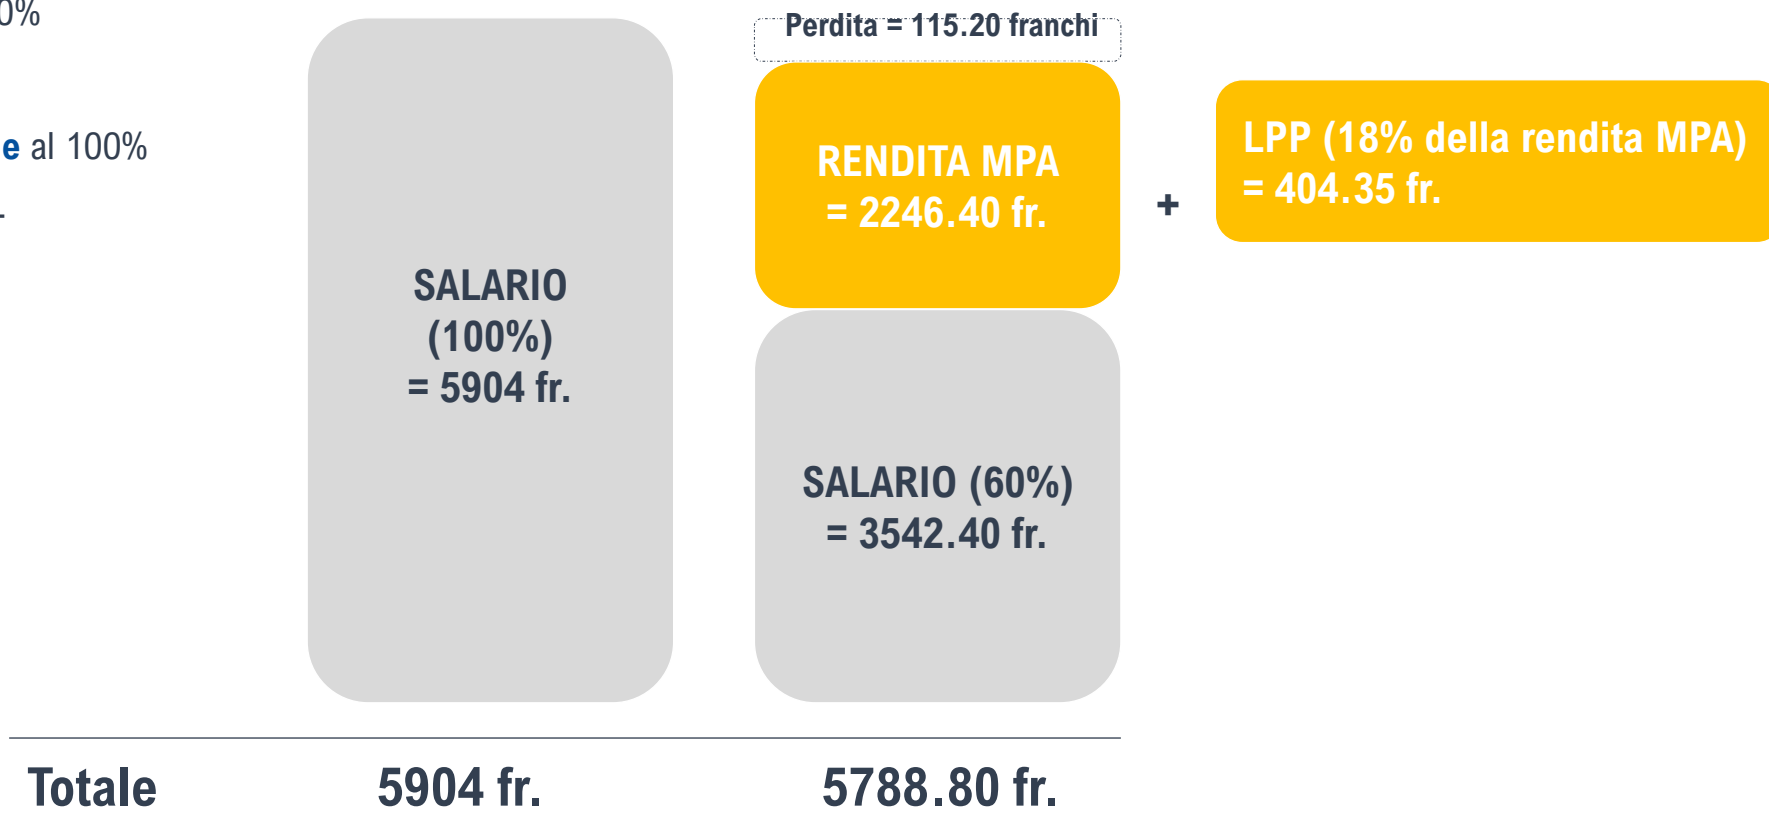 0%
e al 100%
Perdita = 115.20 franchi
SALARIO
(100%)
= 5904 fr.
RENDITA MPA
= 2246.40 fr.
+
LPP (18% della rendita MPA)
= 404.35 fr.
SALARIO (60%)
= 3542.40 fr.
Totale 5904 fr. 5788.80 fr.